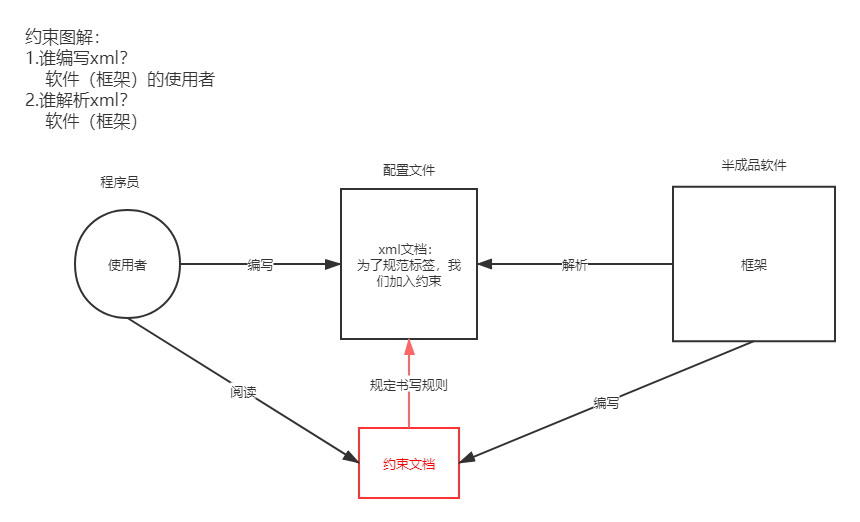 约束图解：
1.谁编写xml？
软件（框架）的使用者
2.谁解析xml？
软件（框架）
程序员
配置文件
半成品软件
使用者
编写
xml文档：
为了规范标签，我
们加入约束
解析
框架
阅读
规定书写规则
编写
约束文档